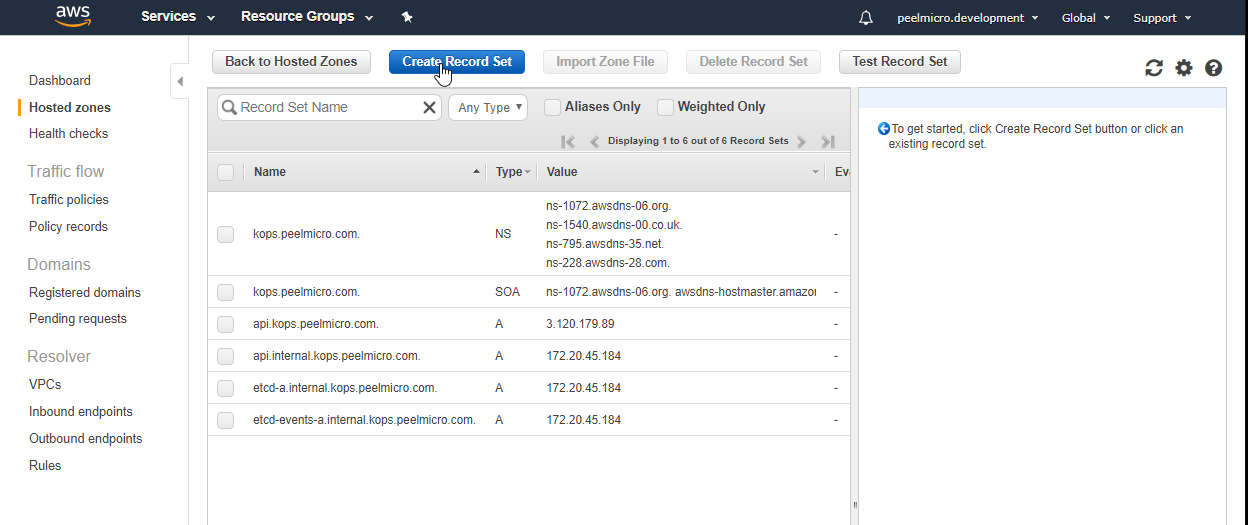 aws
Services
Resource Groups
peelmicro.development
Global
Support
Dashboard
Hosted zones
Health checks
Traffic flow
Traffic policies
Policy records
Domains
Registered domains
Pending requests
Resolver
VPCs
Inbound endpoints
Outbound endpoints
Rules
Back to Hosted Zones
Create Record Set
Import Zone File
Delete Record Set
Test Record Set
Record Set Name
Any Type
Aliases Only
Weighted Only
Displaying 1 to 6 out of 6 Record Sets
Name Type Value Eva
kops.peelmicro.com. NS ns-1072.awsdns-06.org.
ns-1540.awsdns-00.co.uk.
ns-795.awsdns-35.net.
ns-228.awsdns-28.com. -
kops.peelmicro.com. SOA ns-1072.awsdns-06.org. awsdns-hostmaster.amazon -
api.kops.peelmicro.com. A 3.120.179.89 -
api.internal.kops.peelmicro.com. A 172.20.45.184 -
etcd-a.internal.kops.peelmicro.com. A 172.20.45.184 -
etcd-events-a.internal.kops.peelmicro.com. A 172.20.45.184 -
To get started, click Create Record Set button or click an
existing record set.